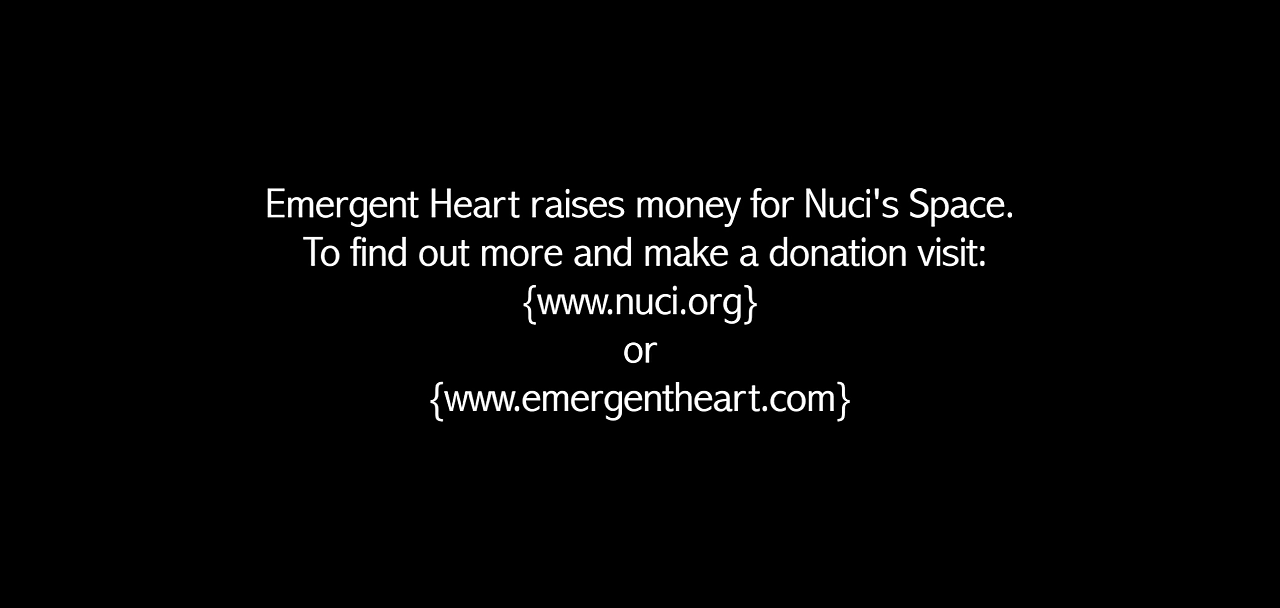 Emergent Heart raises money for Nuci's Space.
To find out more and make a donation visit:
{www.nuci.org}
or
{www.emergentheart.com}